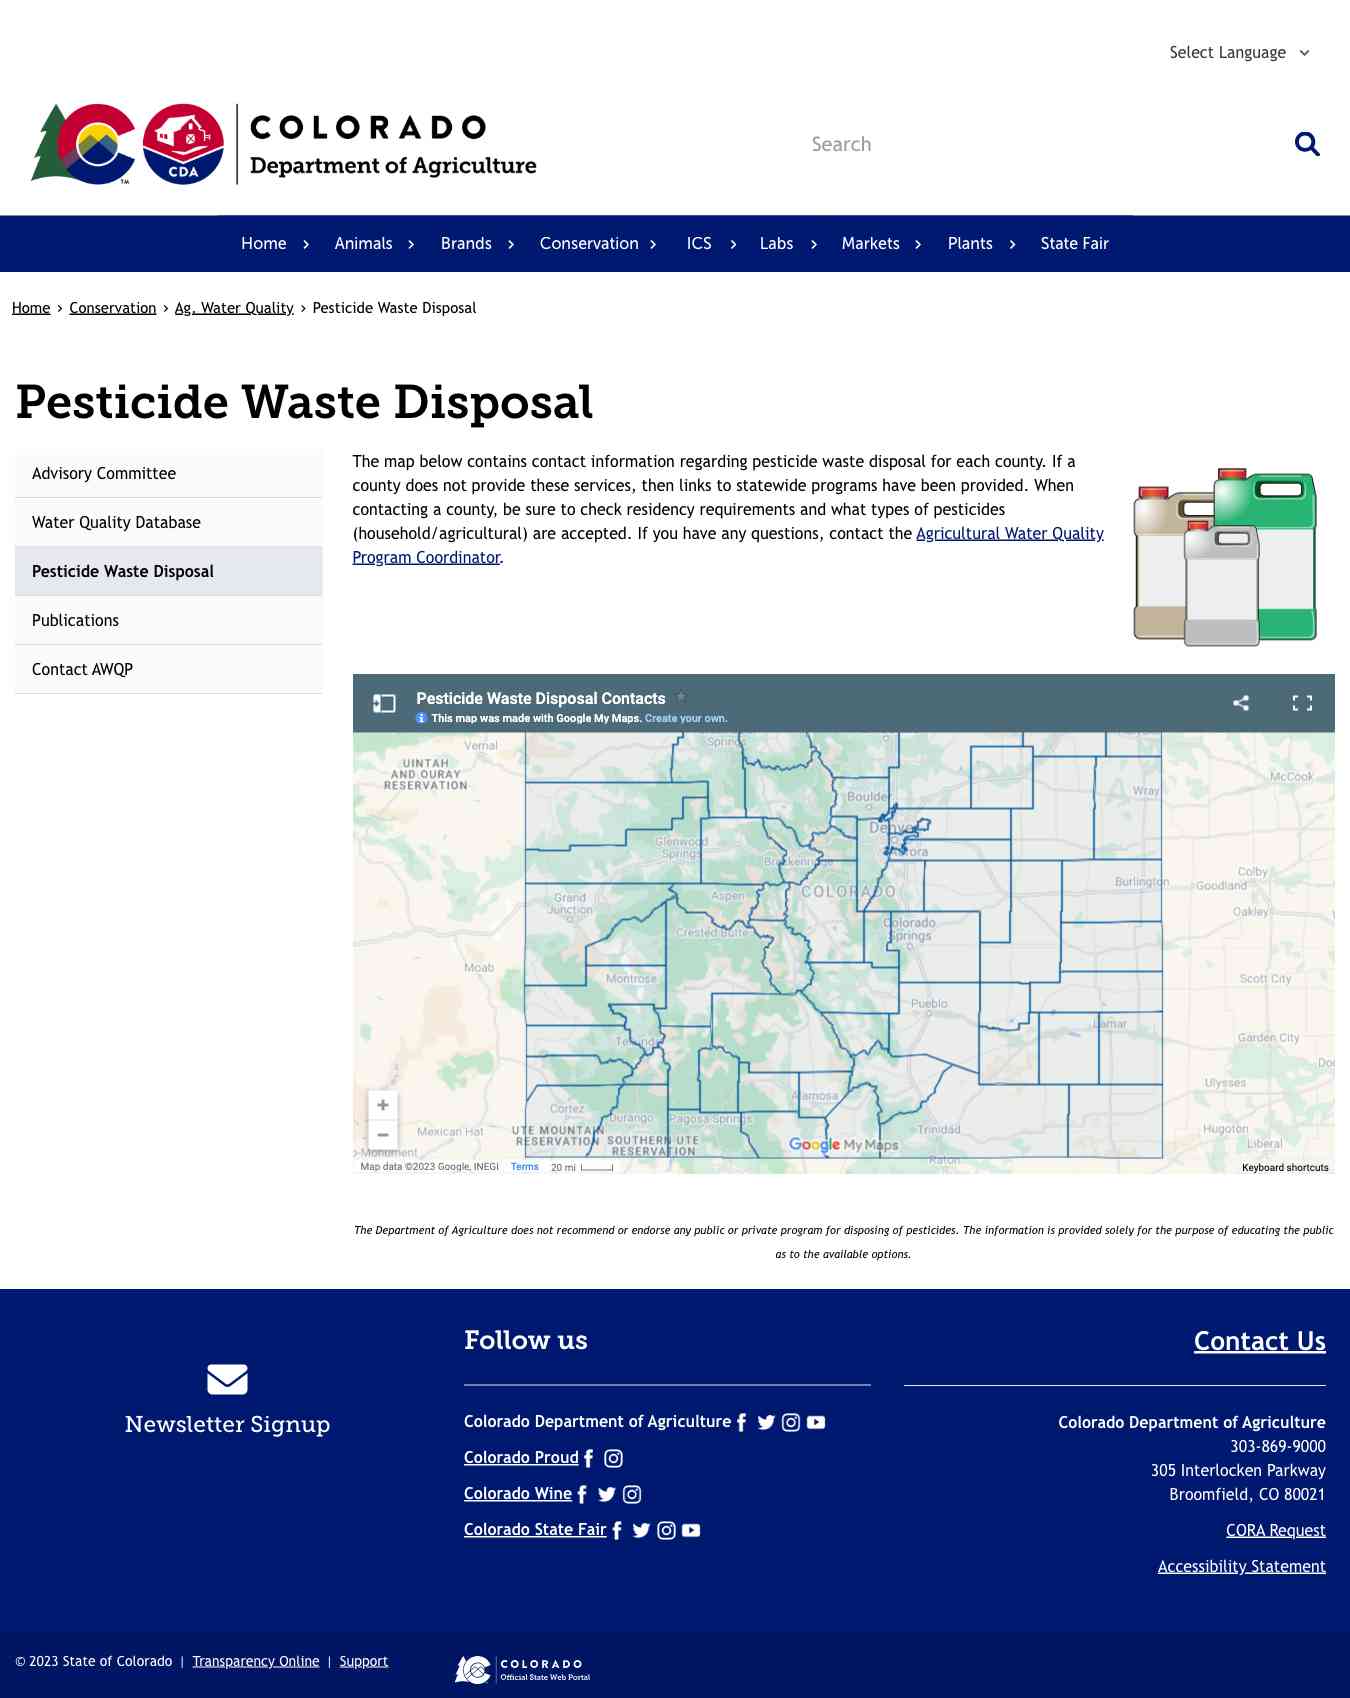 Select Language
COLORADO
Department of Agriculture
CDA
TM
Search
Home Animals Brands Conservation ICS Labs Markets Plants State Fair
Home › Conservation › Ag. Water Quality › Pesticide Waste Disposal
Pesticide Waste Disposal
Advisory Committee
Water Quality Database
Pesticide Waste Disposal
Publications
Contact AWQP
The map below contains contact information regarding pesticide waste disposal for each county. If a
county does not provide these services, then links to statewide programs have been provided. When
contacting a county, be sure to check residency requirements and what types of pesticides
(household/agricultural) are accepted. If you have any questions, contact the Agricultural Water Quality
Program Coordinator.
Pesticide Waste Disposal Contacts
This map was made with Google My Maps. Create your own.
Vernal
Springs
UINTAH
AND OURAY
RESERVATION
McCook
Wray
Boulder
Denver
Aurora
Glenwood
Springs
Breckenridge
COLORADO
Burlington
Colby
Goodland
Aspen
Grand
Junction
Oakley
Crested Butte
Colorado
Springs
Moab
Montrose
Scott City
Pueblo
Lamar
Garden City
Telluride
Ulysses
Alamosa
Cortez
Durango
Pagosa Springs
Mexican Hat
UTE MOUNTAIN
RESERVATION
SOUTHERN UTE
RESERVATION
Trinidad
Hugoton
Liberal
Raton
Monument
Google My Maps
Map data ©2023 Google, INEGI Terms 20 mi
Keyboard shortcuts
The Department of Agriculture does not recommend or endorse any public or private program for disposing of pesticides. The information is provided solely for the purpose of educating the public
as to the available options.
Newsletter Signup
Follow us
Colorado Department of Agriculture
Colorado Proud
Colorado Wine
Colorado State Fair
Contact Us
Colorado Department of Agriculture
303-869-9000
305 Interlocken Parkway
Broomfield, CO 80021
CORA Request
Accessibility Statement
© 2023 State of Colorado | Transparency Online | Support
COLORADO
Official State Web Portal